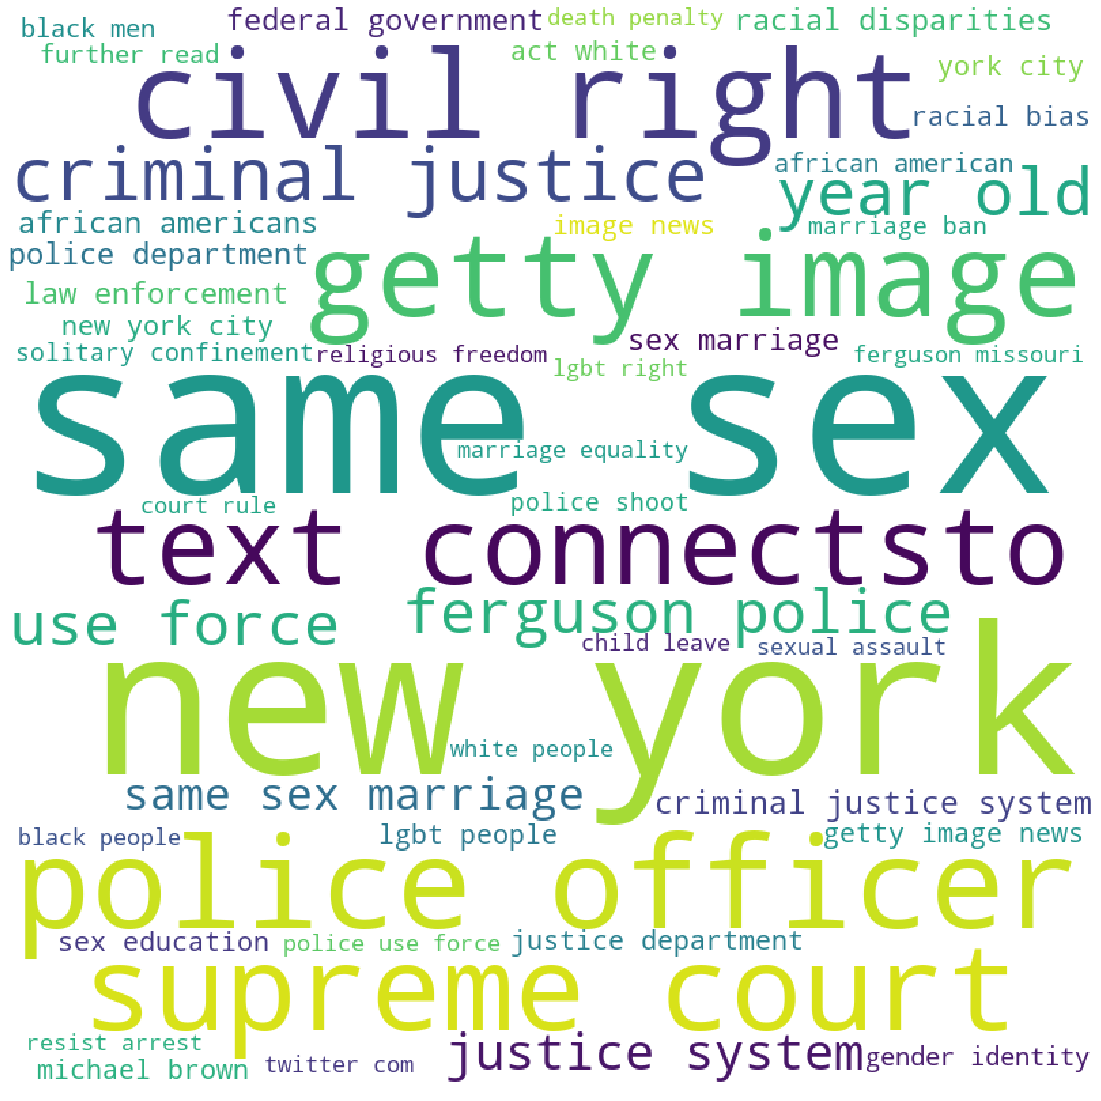 black men
federal government
death penalty
racial disparities
further read
act white
york city
civil right
racial bias
criminal justice
african american
year old
african americans
image news
marriage ban
police department
getty image
law enforcement
new york city
sex marriage
solitary confinement
religious freedom
lgbt right
ferguson missouri
same sex
marriage equality
court rule
police shoot
text connectsto
use force
ferguson police
child leave
sexual assault
new york
white people
same sex marriage
criminal justice system
black people
lgbt people
getty image news
police officer
sex education
police use force
justice department
supreme court
resist arrest
justice system
gender identity
michael brown
twitter com